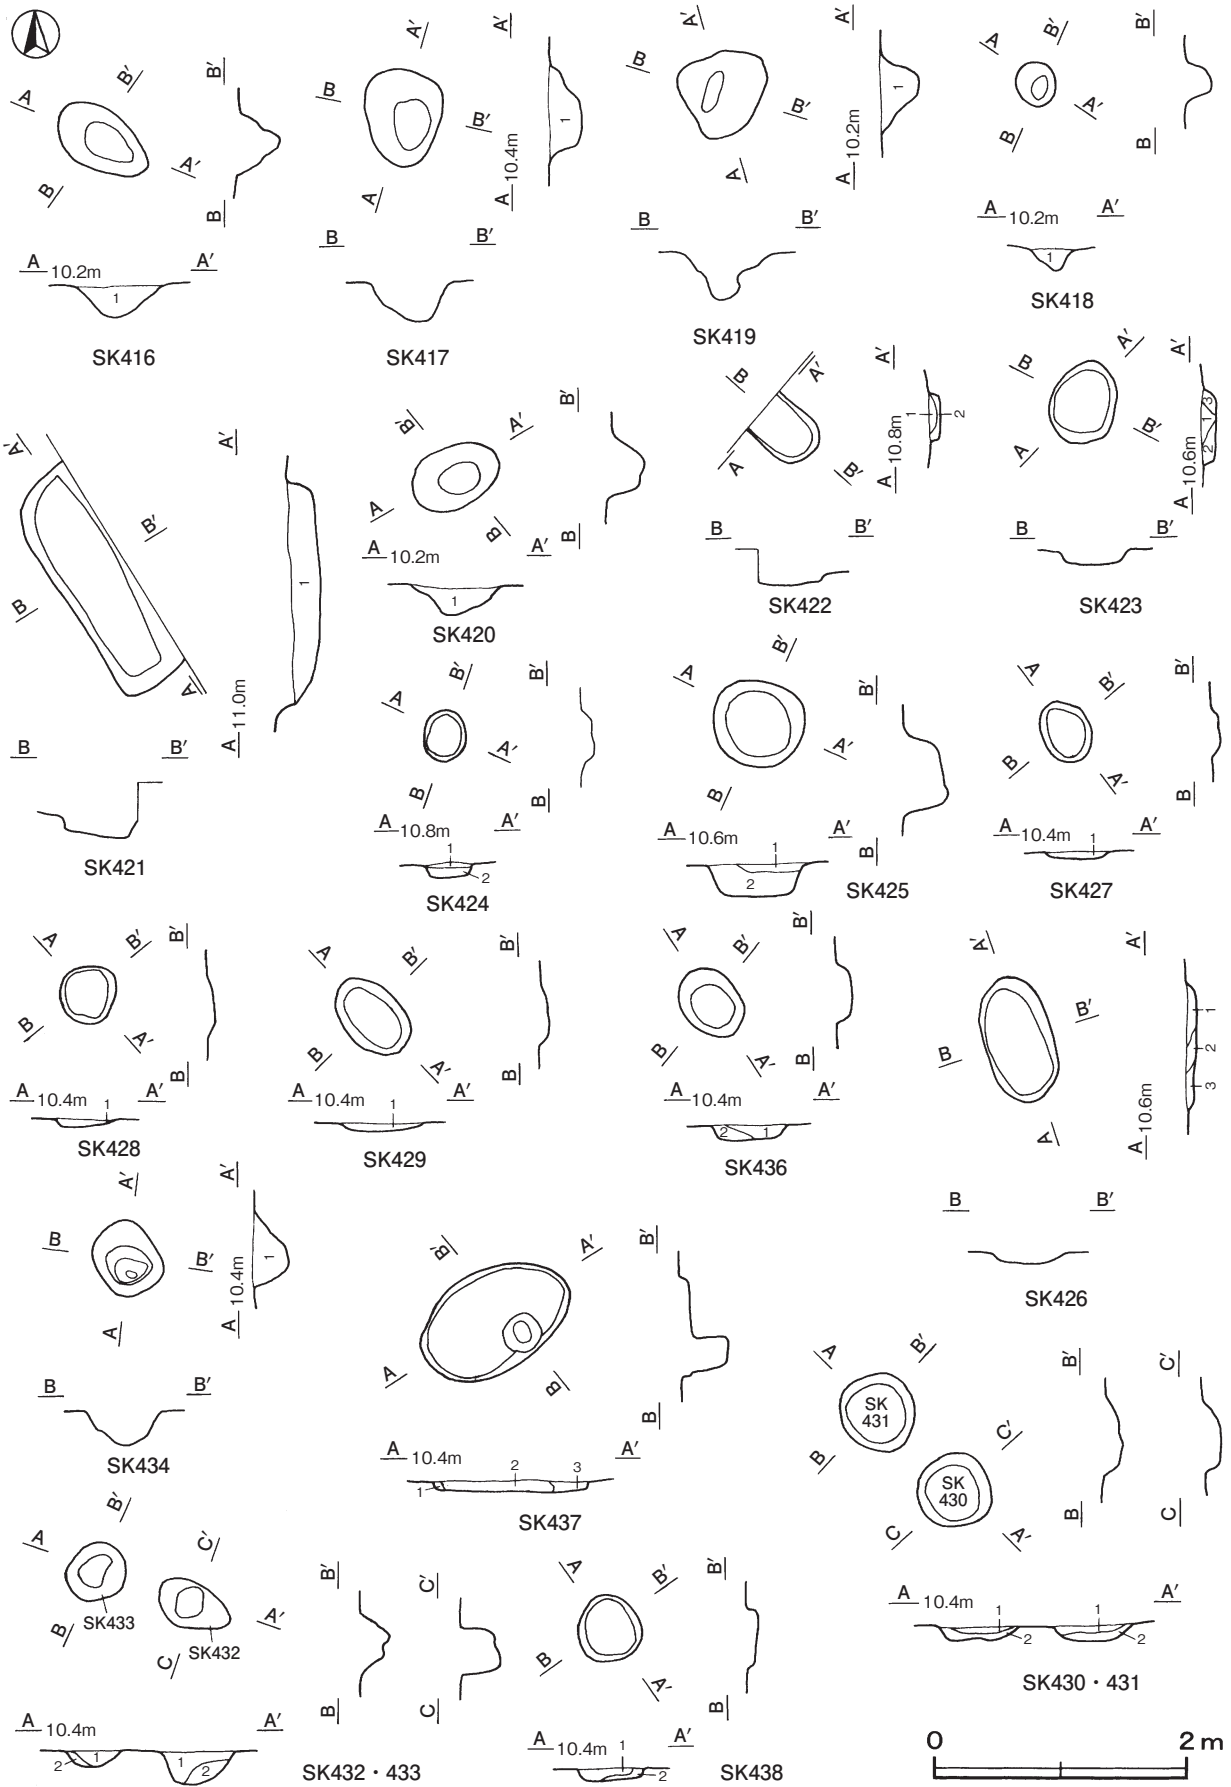 A
B′
A′
B
B′
B
A 10.2m A′
1
SK416
A′
B
B′
A
A′
A 10.4m
1
B B′
SK417
A′
B
B′
A
A′
A 10.2m
1
B B′
SK419
A
B′
A′
B
B′
B
A 10.2m A′
1
SK418
A′
B′
B
A
A′
A 11.0m
1
B B′
SK421
B′
A′
A
B
B′
B
A 10.2m A′
1
SK420
B
A′
A
B′
A′
A 10.8m
1 2
B B′
SK422
B
A′
B′
A
A′
A 10.6m
3
1
2
B B′
SK423
A
B′
A′
B
B′
B
A 10.8m A′
1
2
SK424
A
B′
A′
B
B′
B
A 10.6m A′
1
2
SK425
A
B′
B
A′
B′
B
A 10.4m A′
1
SK427
A
B′
B
A′
B′
B
A 10.4m A′
1
SK428
A
B′
B
A′
B′
B
A 10.4m A′
1
SK429
A
B′
B
A′
B′
B
A 10.4m A′
2 1
SK436
A′
B′
B
A
A′
A 10.6m
1
2
3
B B′
SK426
A′
B
B′
A
A′
A 10.4m
1
B B′
SK434
B′
A′
A
B
B′
B
A 10.4m A′
1
2
3
SK437
A
B′
SK
431
B
C′
SK
430
C
A′
B′
B
C′
C
A 10.4m A′
1
2
1
2
SK430・431
A
B′
B
SK433
C′
A′
C
SK432
B′
B
C′
C
A 10.4m A′
2
1
1
2
SK432・433
A
B′
B
A′
B′
B
A 10.4m A′
1
2
SK438
0 2 m